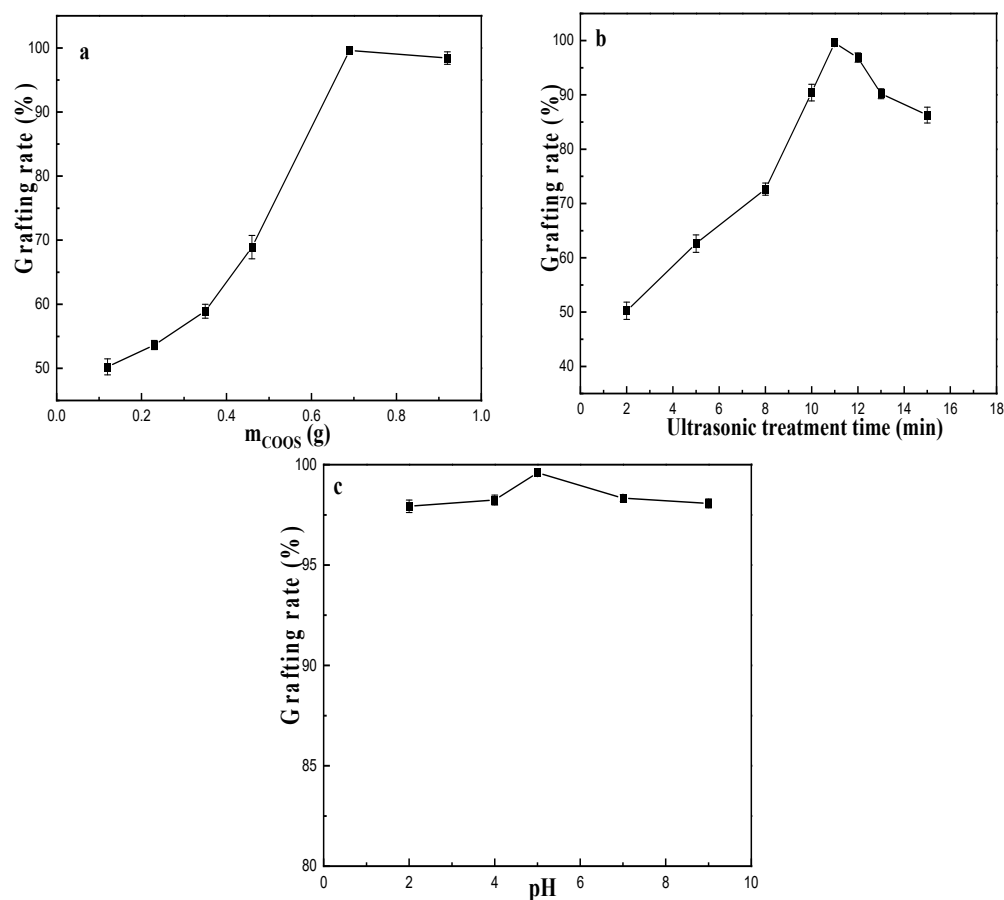 a
Grafting rate (%)
100
90
80
70
60
50
0.0 0.2 0.4 0.6 0.8 1.0
mCOOS (g)
b
Grafting rate (%)
100
90
80
70
60
50
40
0 2 4 6 8 10 12 14 16 18
Ultrasonic treatment time (min)
c
Grafting rate (%)
100
95
90
85
80
0 2 4 6 8 10
pH